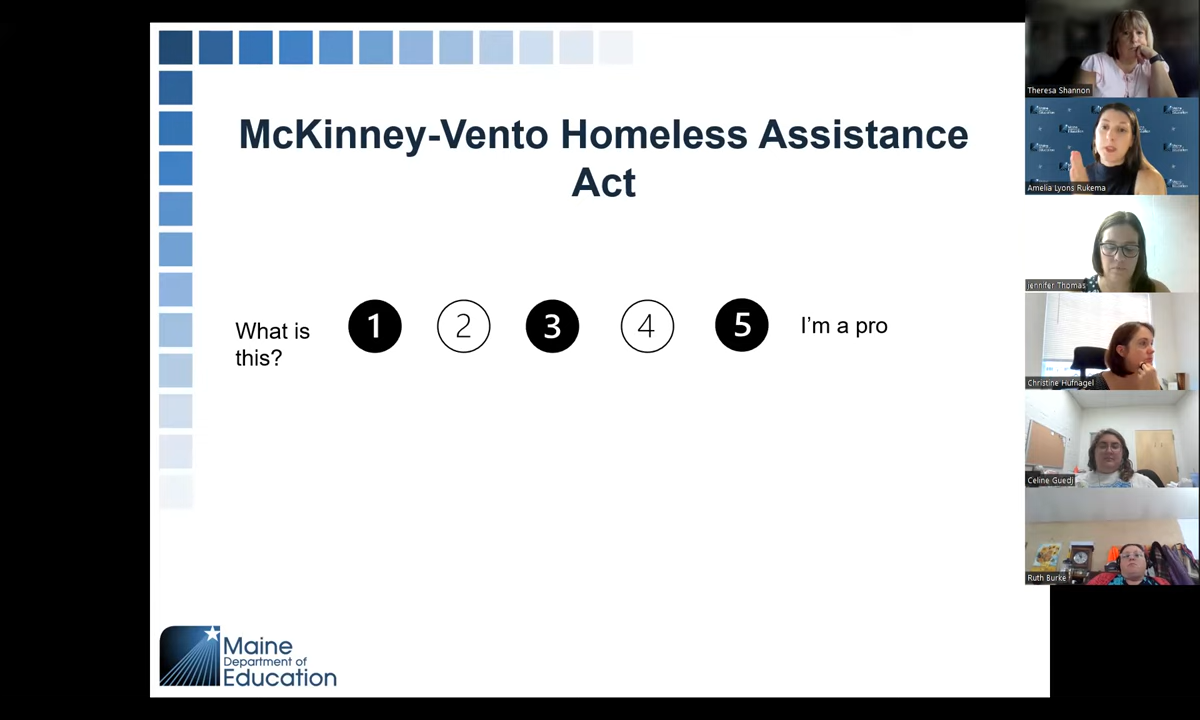 McKinney-Vento Homeless Assistance
Act
What is
this?
1
2
3
4
5
I'm a pro
Maine
Department of
Education
Theresa Shannon
Amelia Lyons Rukema
jennifer Thomas
Christine Hufnagel
Celine Guedj
Ruth Burke